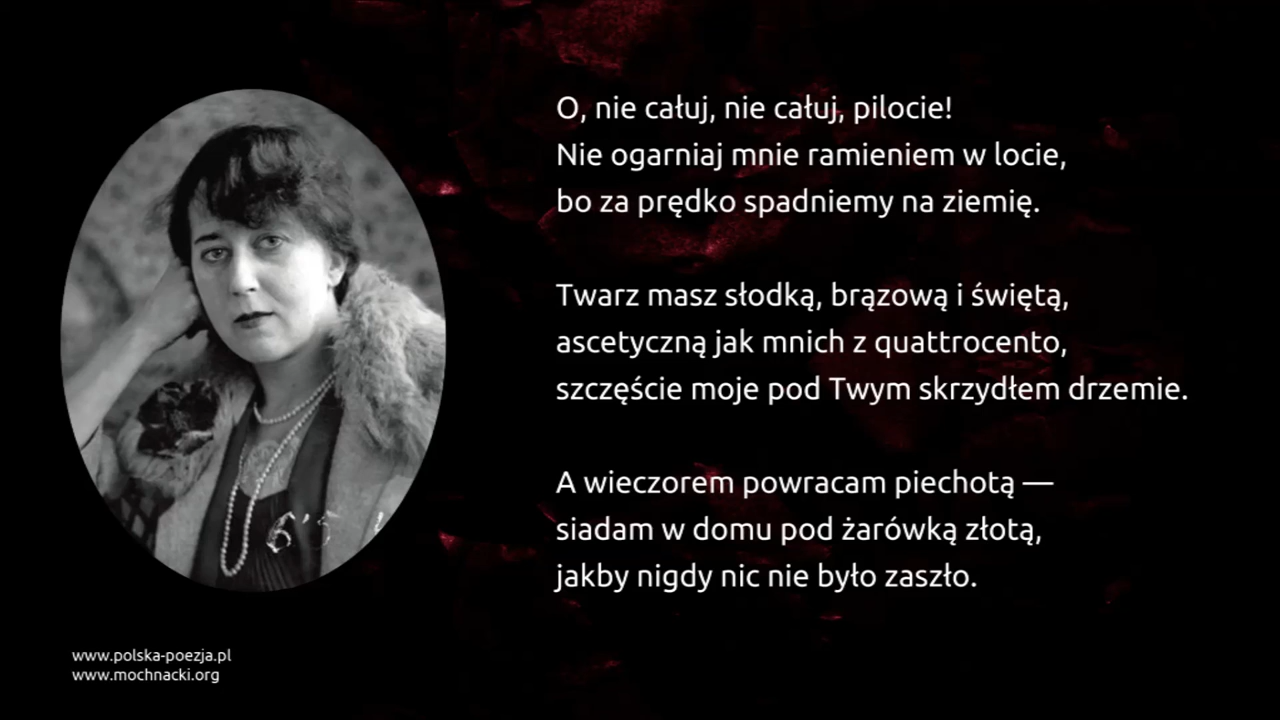 O, nie całuj, nie całuj, pilocie!
Nie ogarniaj mnie ramieniem w locie,
bo za prędko spadniemy na ziemię.
Twarz masz słodką, brązową i świętą,
ascetyczną jak mnich z quattrocento,
szczęście moje pod Twym skrzydłem drzemie.
A wieczorem powracam piechotą —
siadam w domu pod żarówką złotą,
jakby nigdy nic nie było zaszło.
6'5
www.polska-poezja.pl
www.mochnacki.org